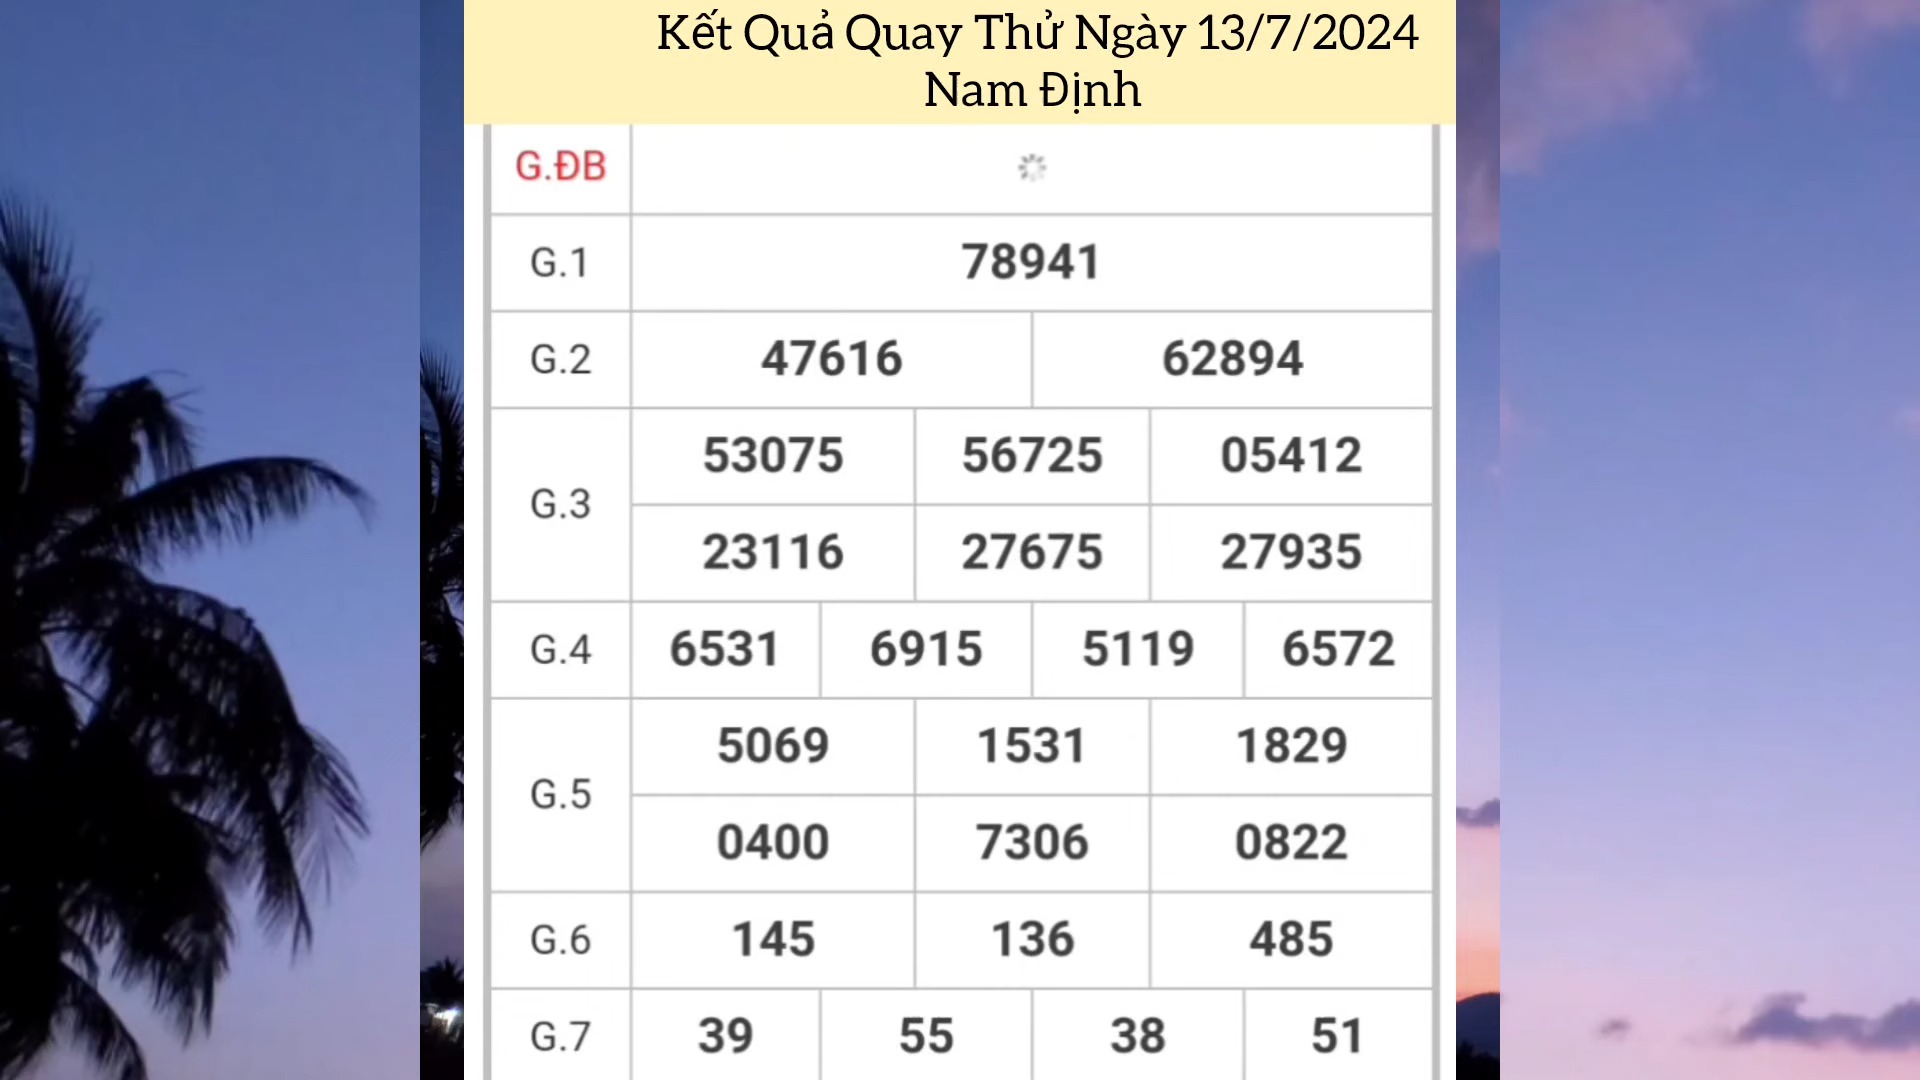 Kết Quả Quay Thử Ngày 13/7/2024
Nam Định
G.ĐB
G.1 78941
G.2 47616 62894
G.3 53075 56725 05412
23116 27675 27935
G.4 6531 6915 5119 6572
G.5 5069 1531 1829
0400 7306 0822
G.6 145 136 485
G.7 39 55 38 51